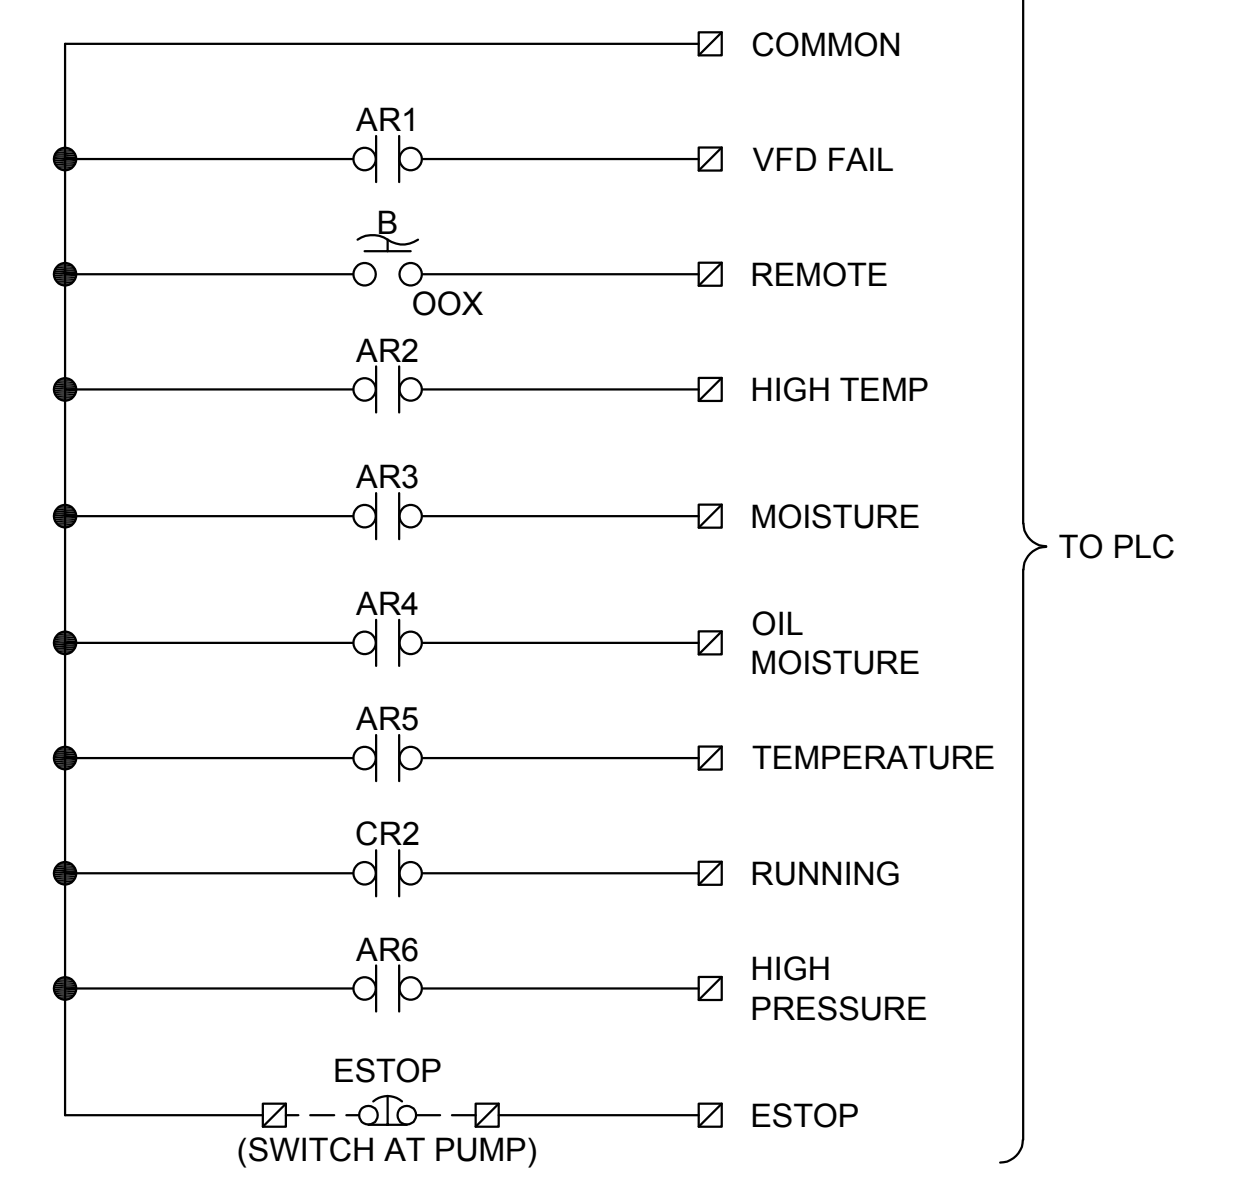 COMMON
AR1
VFD FAIL
B
REMOTE
OOX
AR2
HIGH TEMP
AR3
MOISTURE
TO PLC
AR4
OIL
MOISTURE
AR5
TEMPERATURE
CR2
RUNNING
AR6
HIGH
PRESSURE
ESTOP
ESTOP
(SWITCH AT PUMP)